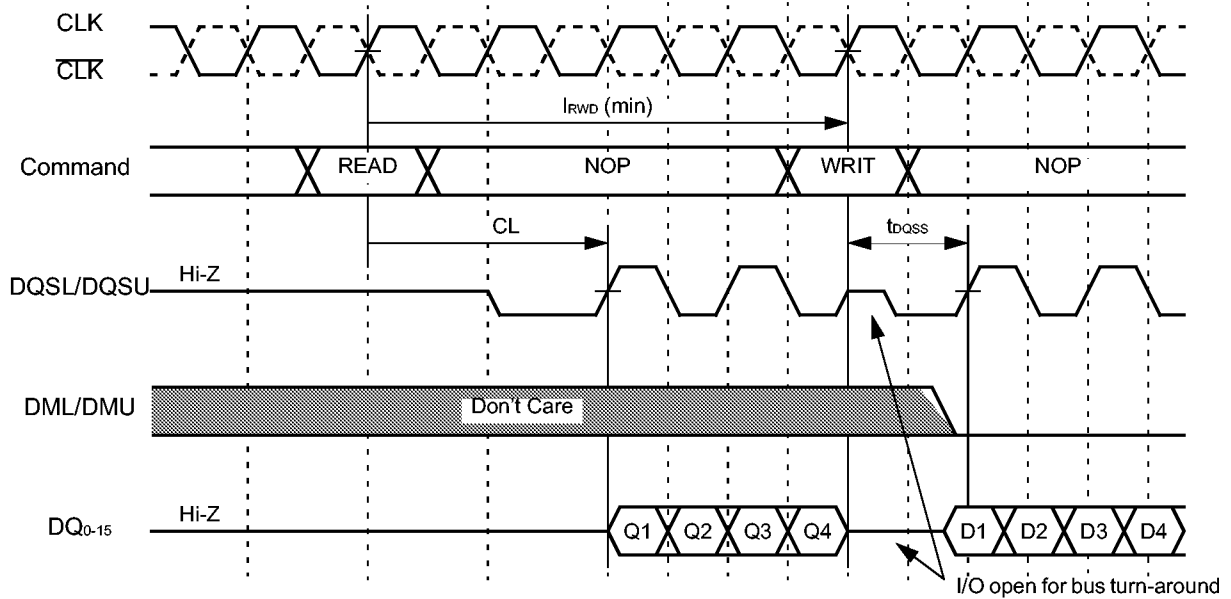 CLK
CLK
lRWD (min)
Command READ NOP WRIT NOP
CL tDQSS
DQSL/DQSU Hi-Z
DML/DMU Don't Care
DQ0-15 Hi-Z Q1 Q2 Q3 Q4 D1 D2 D3 D4
I/O open for bus turn-around